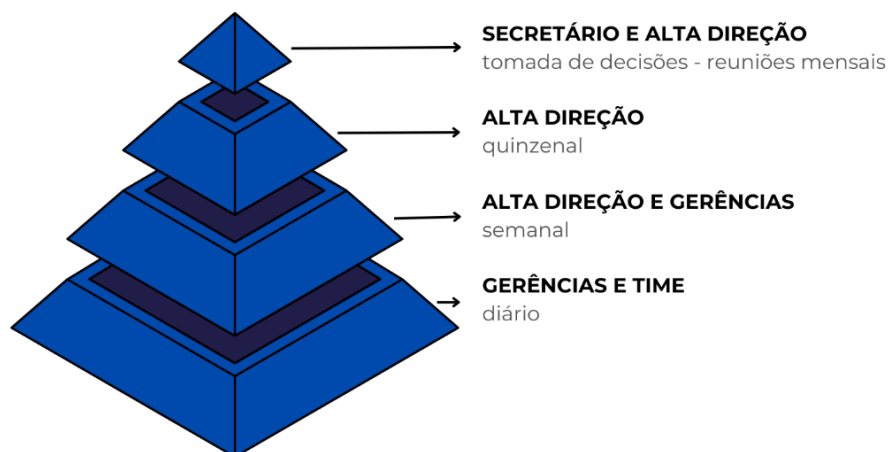 SECRETÁRIO E ALTA DIREÇÃO
tomada de decisões - reuniões mensais
ALTA DIREÇÃO
quinzenal
ALTA DIREÇÃO E GERÊNCIAS
semanal
GERÊNCIAS E TIME
diário